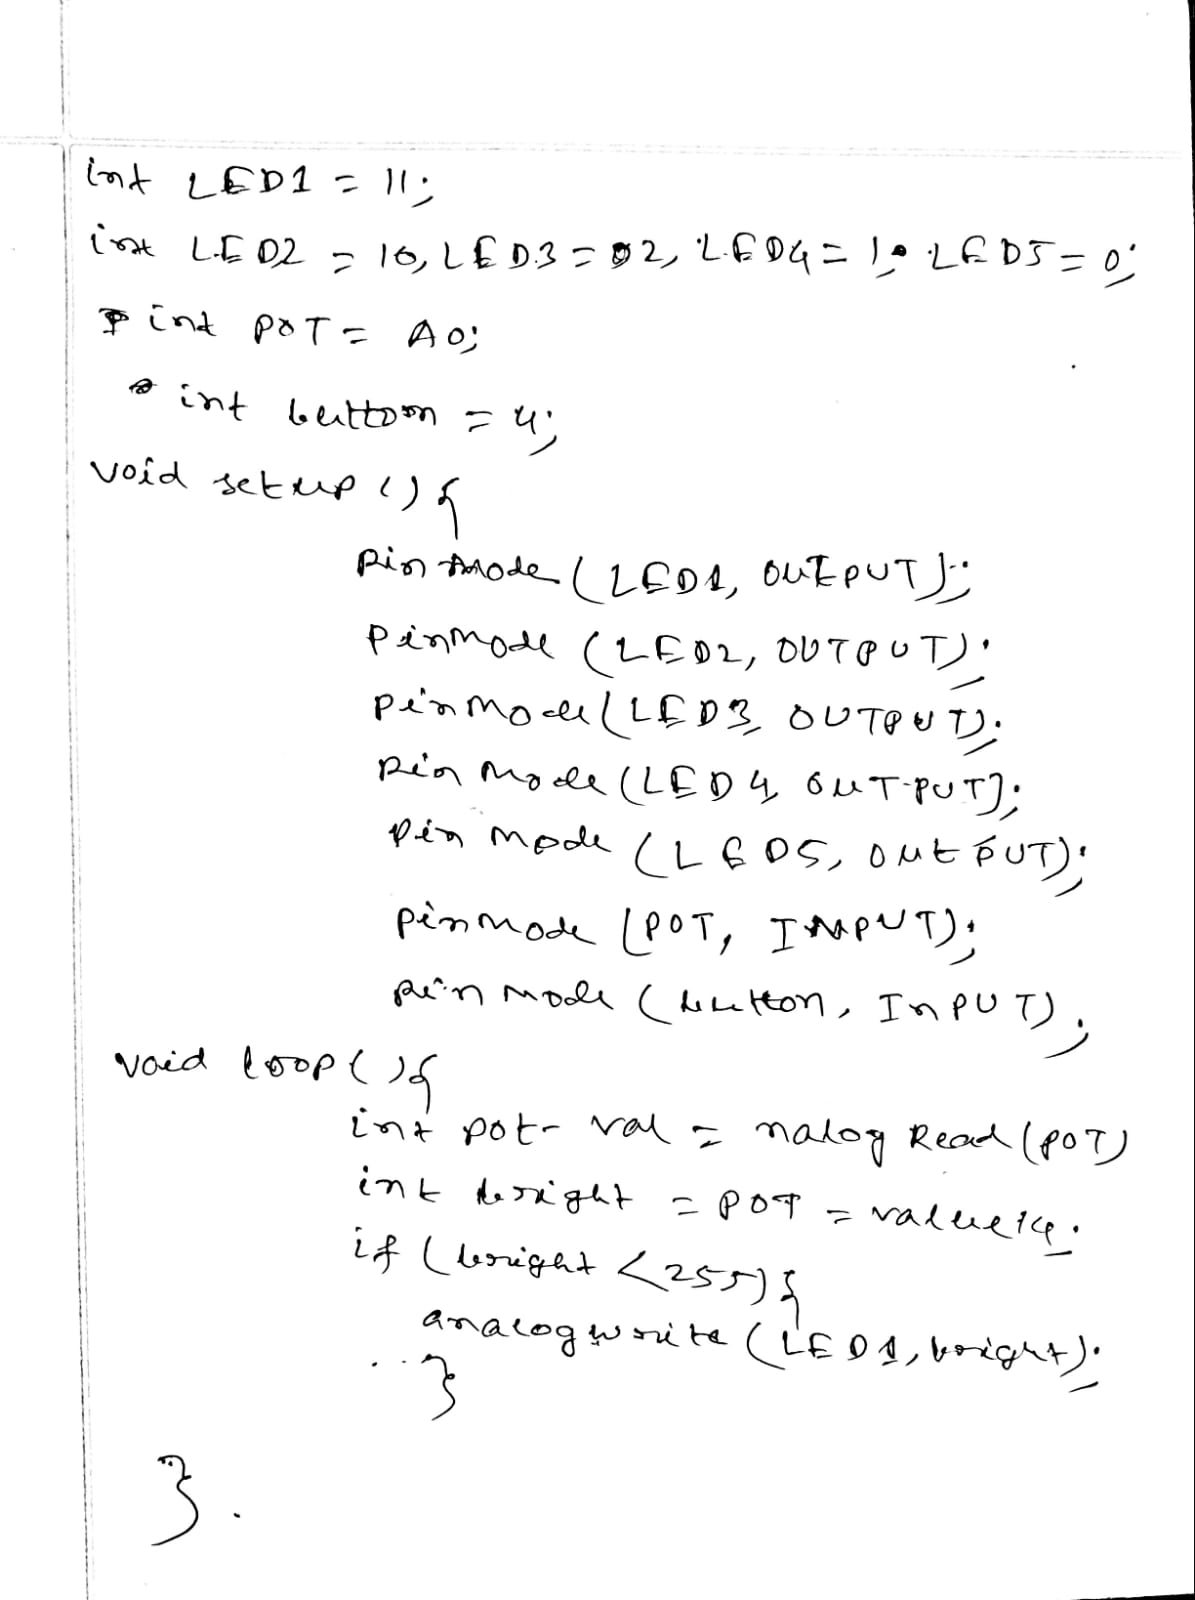 int LED1 = 11;
int LED2 = 10, LED3 = 2, LED4 = 1, LED5 = 0;
int POT = A0;
int button = 4;
void setup () {
pinMode (LED1, OUTPUT);
pinMode (LED2, OUTPUT);
pinMode (LED3, OUTPUT);
pinMode (LED4, OUTPUT);
pin mode (LED5, OUTPUT);
pinMode (POT, INPUT);
pin mode (button, INPUT);
void loop () {
int pot- val = nalog Read (POT)
int bright = POT = value/4;
if (bright < 255) {
analogwrite (LED1, bright);
}
}